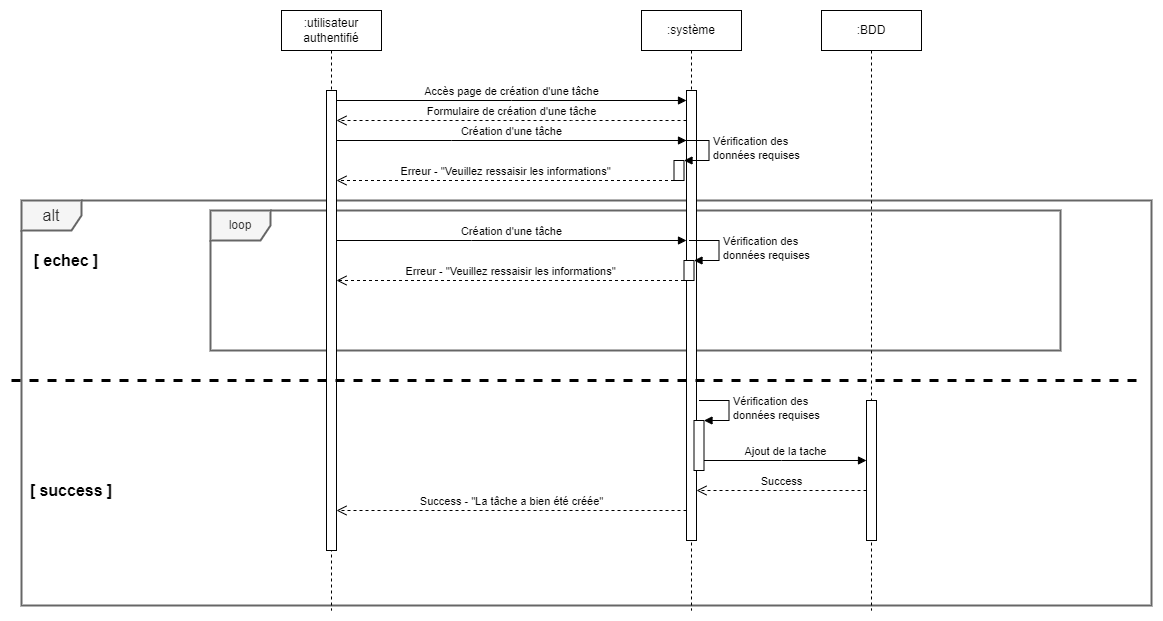 :utilisateur
authentifié
:système
:BDD
Accès page de création d'une tâche
Formulaire de création d'une tâche
Création d'une tâche
Vérification des
données requises
Erreur - "Veuillez ressaisir les informations"
alt
loop
Création d'une tâche
Vérification des
données requises
[ echec ]
Erreur - "Veuillez ressaisir les informations"
Vérification des
données requises
Ajout de la tache
Success
[ success ]
Success - "La tâche a bien été créée"